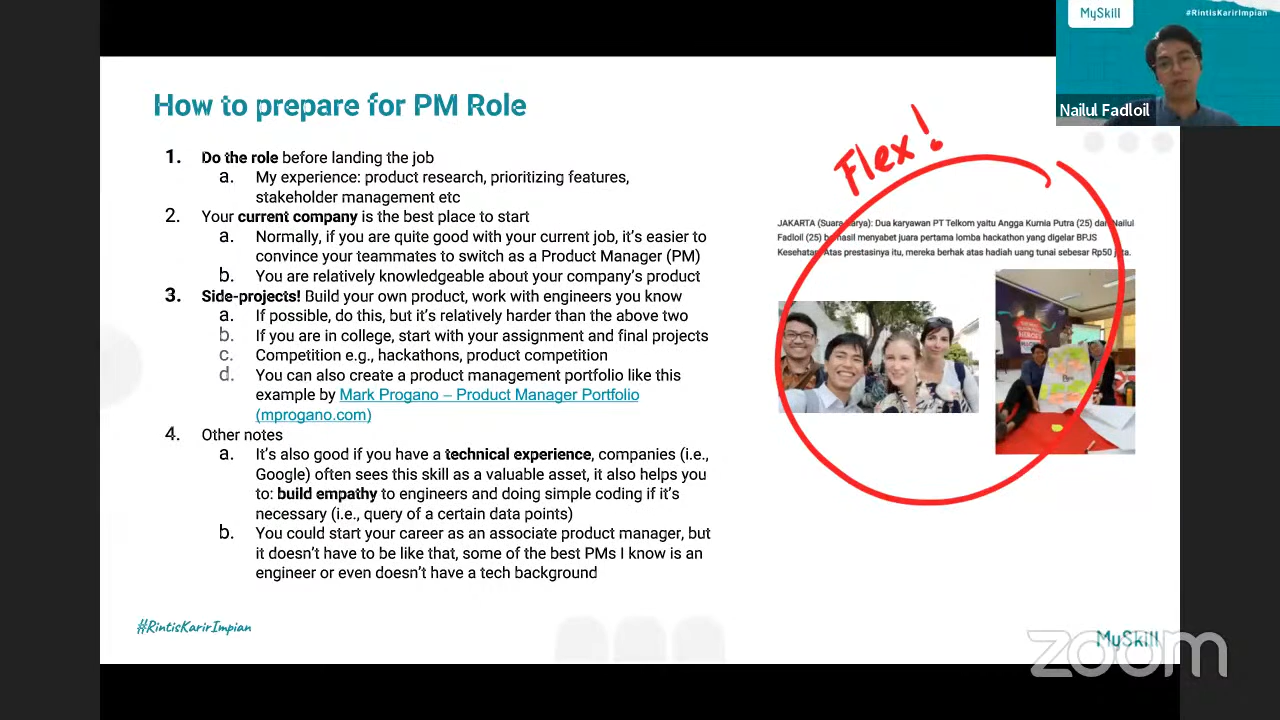 MySkill
#RintisKarirImpian
Nailul Fadloil
How to prepare for PM Role
Flex!
1. Do the role before landing the job
a. My experience: product research, prioritizing features,
stakeholder management etc
2. Your current company is the best place to start
a. Normally, if you are quite good with your current job, it's easier to
convince your teammates to switch as a Product Manager (PM)
b. You are relatively knowledgeable about your company's product
3. Side-projects! Build your own product, work with engineers you know
a. If possible, do this, but it's relatively harder than the above two
b. If you are in college, start with your assignment and final projects
c. Competition e.g., hackathons, product competition
d. You can also create a product management portfolio like this
example by Mark Progano – Product Manager Portfolio
(mprogano.com)
4. Other notes
a. It's also good if you have a technical experience, companies (i.e.,
Google) often sees this skill as a valuable asset, it also helps you
to: build empathy to engineers and doing simple coding if it's
necessary (i.e., query of a certain data points)
b. You could start your career as an associate product manager, but
it doesn't have to be like that, some of the best PMs I know is an
engineer or even doesn't have a tech background
JAKARTA (Suara Karya): Dua karyawan PT Telkom yaitu Angga Kurnia Putra (25) dan Nailul
Fadloil (25) berhasil menyabet juara pertama lomba hackathon yang digelar BPJS
Kesehatan. Atas prestasinya itu, mereka berhak atas hadiah uang tunai sebesar Rp50 juta.
#RintisKarirImpian
MySkill
zoom